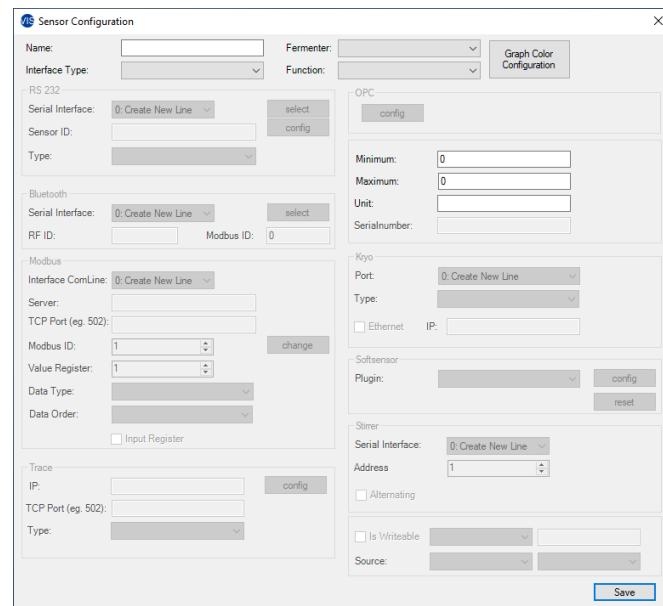 VIS Sensor Configuration
Name:
Fermenter:
Graph Color
Configuration
Interface Type:
Function:
RS 232
Serial Interface: 0: Create New Line select
Sensor ID: config
Type:
Bluetooth
Serial Interface: 0: Create New Line select
RF ID: Modbus ID: 0
Modbus
Interface ComLine: 0: Create New Line
Server:
TCP Port (eg. 502):
Modbus ID: 1 change
Value Register: 1
Data Type:
Data Order:
Input Register
Trace
IP: config
TCP Port (eg. 502):
Type:
OPC
config
Minimum: 0
Maximum: 0
Unit:
Serialnumber:
Kryo
Port: 0: Create New Line
Type:
Ethernet IP:
Softsensor
Plugin: config
reset
Stirrer
Serial Interface: 0: Create New Line
Address 1
Alternating
Is Writeable
Source:
Save